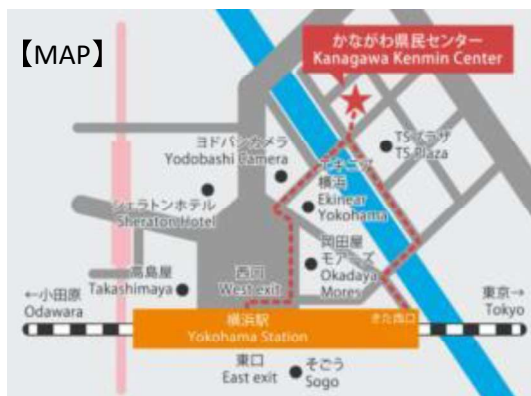 【MAP】
かながわ県民センター
Kanagawa Kenmin Center
ヨドバシカメラ
Yodobashi Camera
TSプラザ
TS Plaza
シェラトンホテル
Sheraton Hotel
エキニア
横浜
Ekinear
Yokohama
高島屋
Takashimaya
西口
West exit
岡田屋
モアーズ
Okadaya
Mores
←小田原
Odawara
東京→
Tokyo
きた西口
横浜駅
Yokohama Station
東口
East exit
そごう
Sogo